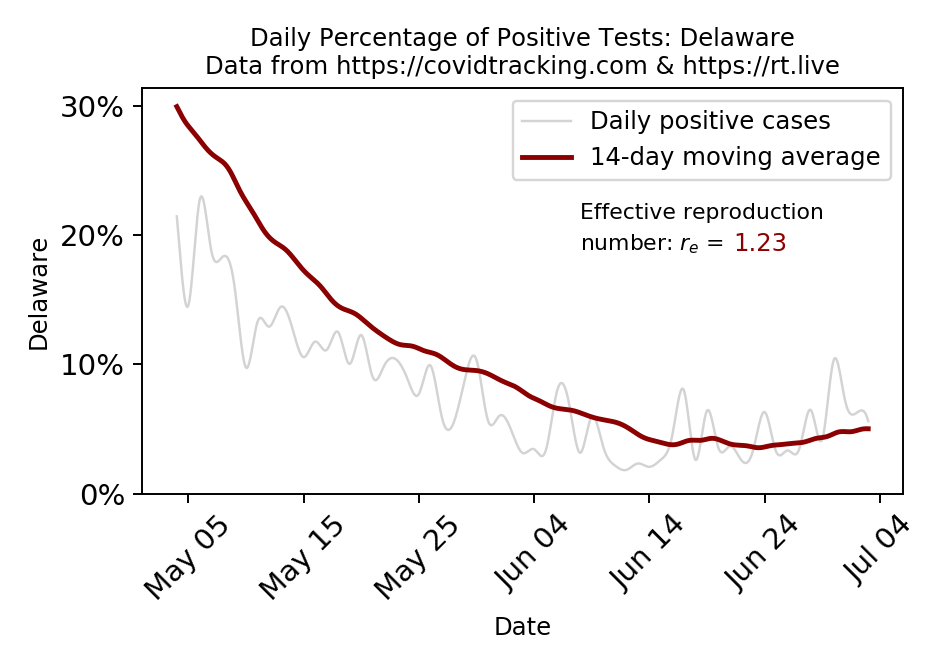 Daily Percentage of Positive Tests: Delaware
Data from https://covidtracking.com & https://rt.live
30%
20%
10%
0%
Delaware
Daily positive cases
14-day moving average
Effective reproduction
number: rₑ = 1.23
May 05
May 15
May 25
Jun 04
Jun 14
Jun 24
Jul 04
Date